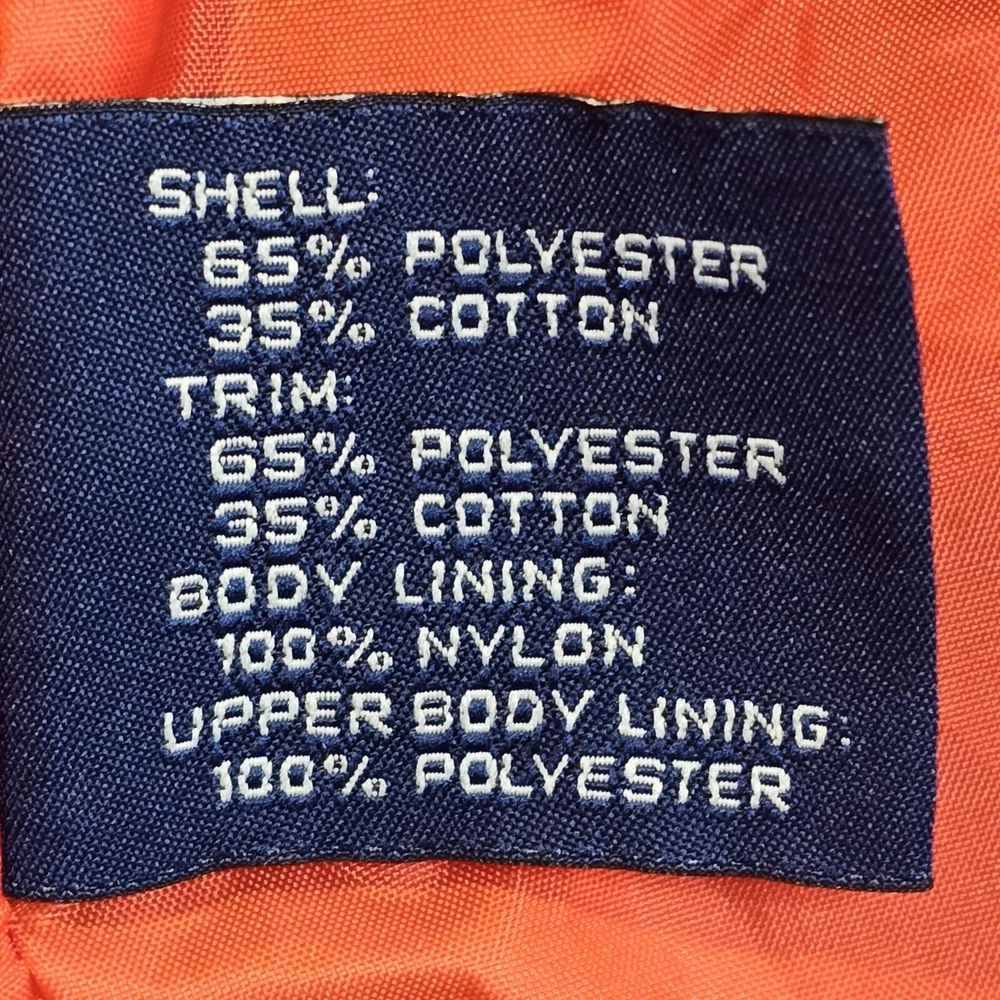 SHELL:
65% POLYESTER
35% COTTON
TRIM:
65% POLYESTER
35% COTTON
BODY LINING:
100% NYLON
UPPER BODY LINING:
100% POLYESTER